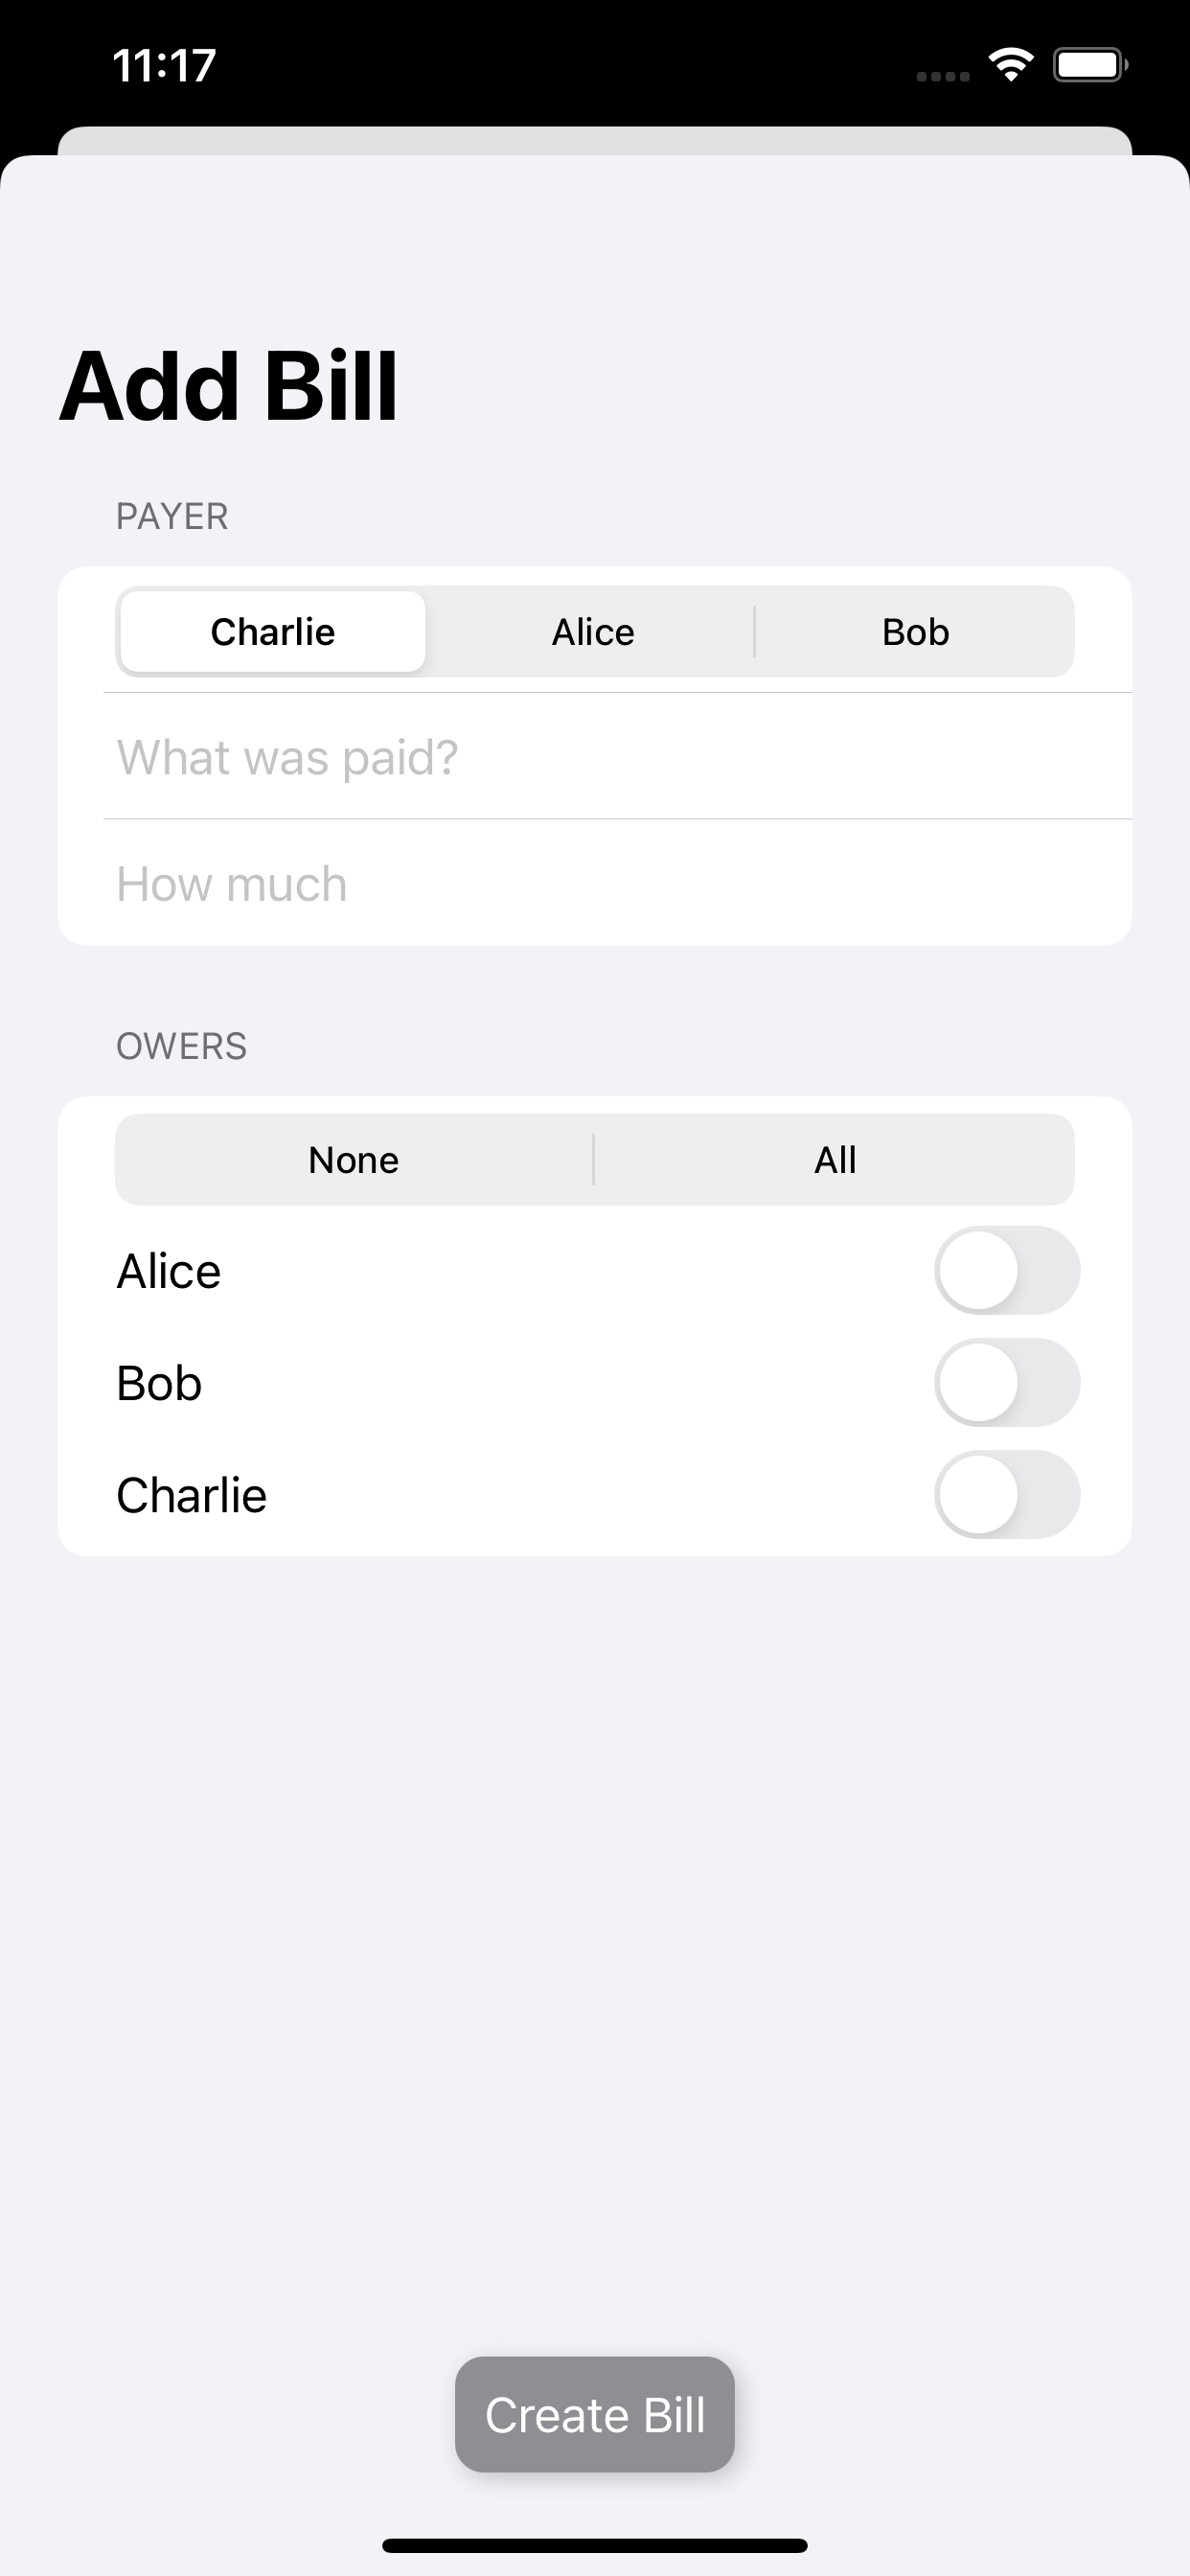 11:17
Add Bill
PAYER
Charlie Alice Bob
What was paid?
How much
OWERS
None All
Alice
Bob
Charlie
Create Bill